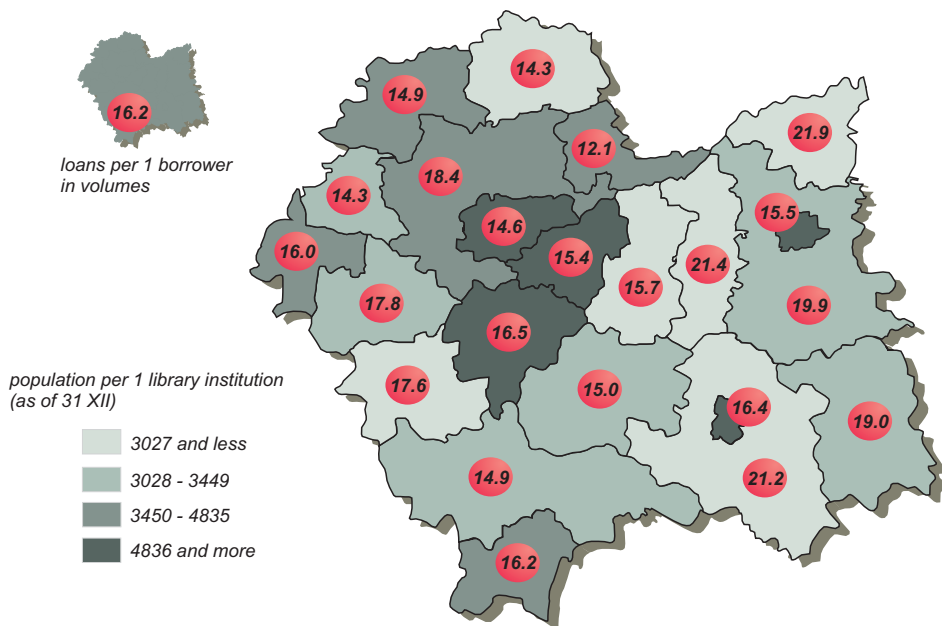 16.2
loans per 1 borrower
in volumes
14.3
14.9
21.9
12.1
18.4
14.3
15.5
14.6
16.0
15.4
21.4
15.7
17.8
19.9
16.5
population per 1 library institution
(as of 31 XII)
17.6
15.0
16.4
19.0
3027 and less
3028 - 3449
3450 - 4835
4836 and more
14.9
21.2
16.2